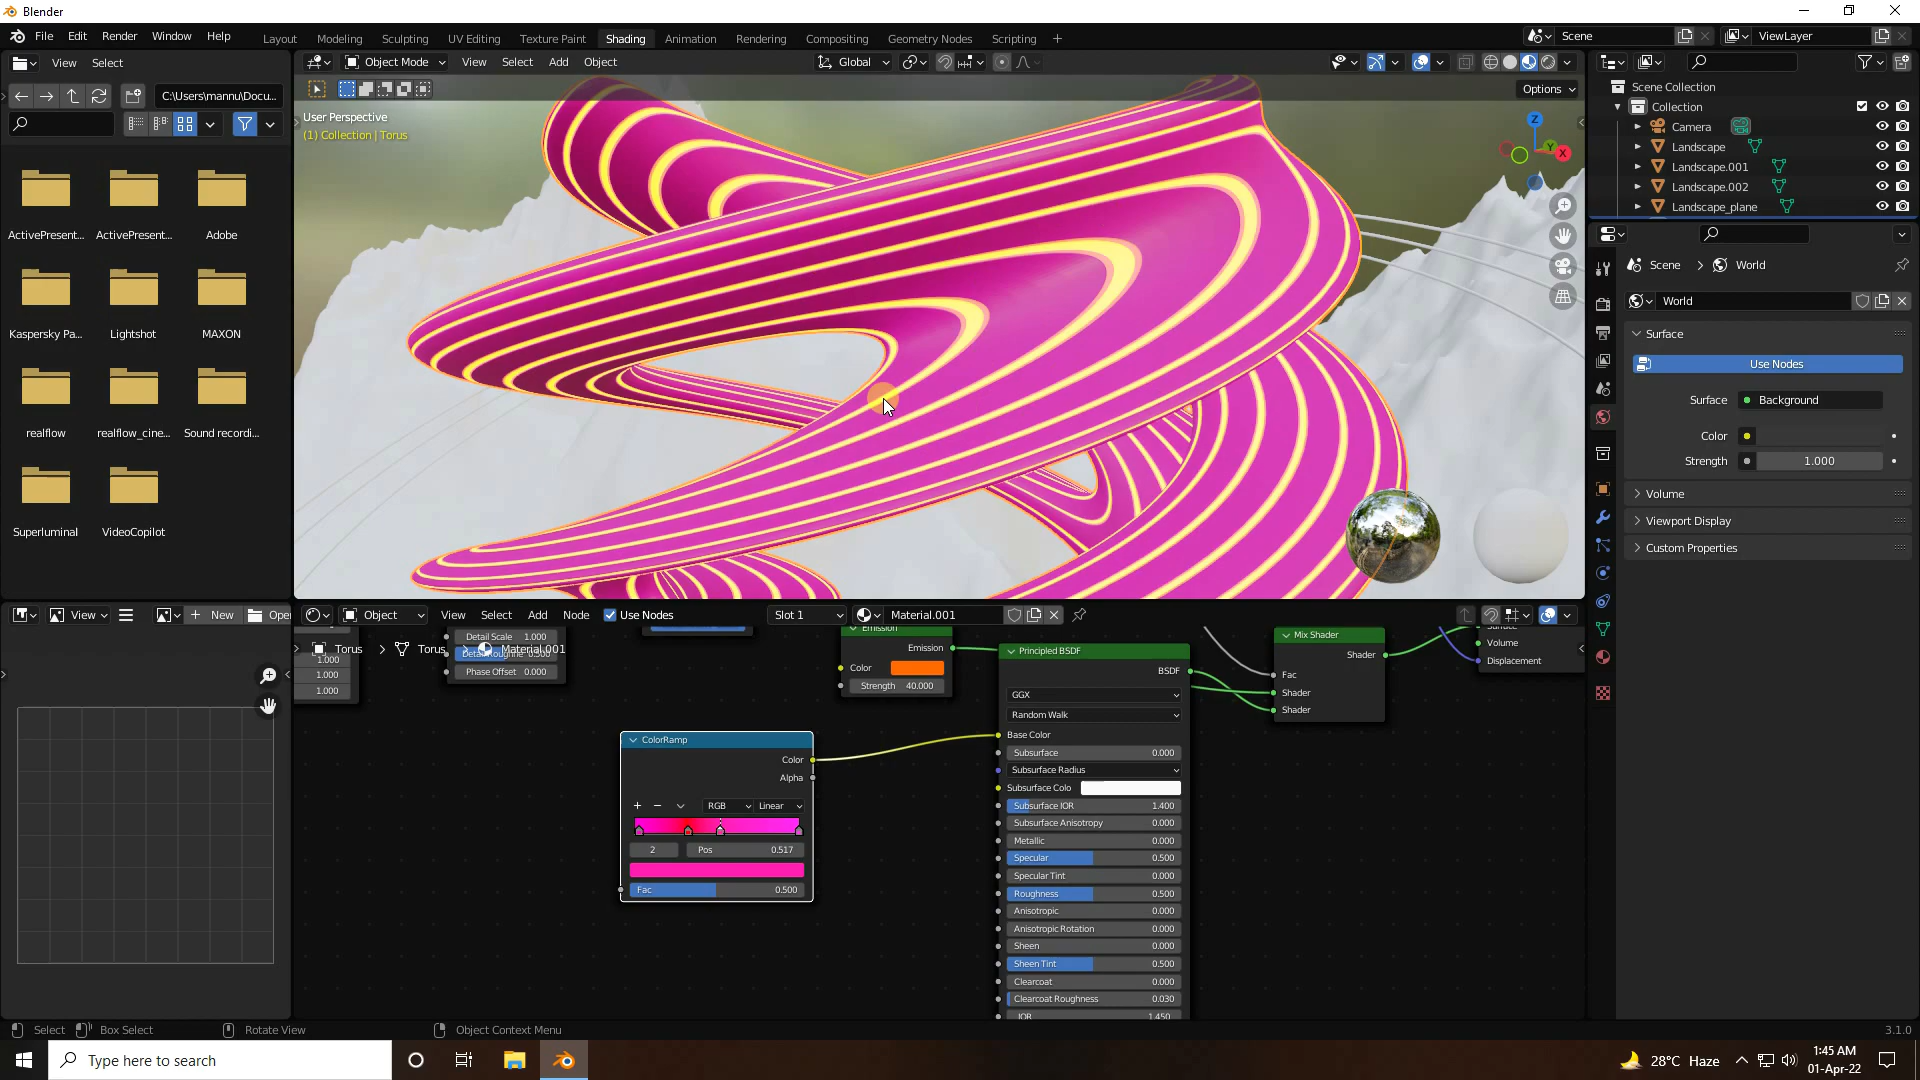 Blender
File Edit Render Window Help
Layout Modeling Sculpting UV Editing Texture Paint Shading Animation Rendering Compositing Geometry Nodes Scripting +
Scene
ViewLayer
View Select
Object Mode View Select Add Object
Global
C:\Users\mannu\Docu...
Options
User Perspective
(1) Collection | Torus
Z
Y
X
ActivePresent... ActivePresent... Adobe
Kaspersky Pa... Lightshot MAXON
realflow realflow_cine... Sound recordi...
Superluminal VideoCopilot
Scene Collection
Collection
Camera
Landscape
Landscape.001
Landscape.002
Landscape_plane
Scene > World
World
Surface
Use Nodes
Surface Background
Color
Strength 1.000
Volume
Viewport Display
Custom Properties
View + New Open
Object View Select Add Node Use Nodes Slot 1 Material.001
Torus > Torus > Material.001
1.000
1.000
1.000
Detail Scale 1.000
Phase Offset 0.000
Emission
Emission
Color
Strength 40.000
ColorRamp
Color
Alpha
+ − RGB Linear
2 Pos 0.517
Fac 0.500
Principled BSDF
BSDF
GGX
Random Walk
Base Color
Subsurface 0.000
Subsurface Radius
Subsurface Colo
Subsurface IOR 1.400
Subsurface Anisotropy 0.000
Metallic 0.000
Specular 0.500
Specular Tint 0.000
Roughness 0.500
Anisotropic 0.000
Anisotropic Rotation 0.000
Sheen 0.000
Sheen Tint 0.500
Clearcoat 0.000
Clearcoat Roughness 0.030
IOR 1.450
Mix Shader
Shader
Fac
Shader
Shader
Volume
Displacement
Select Box Select Rotate View Object Context Menu 3.1.0
Type here to search
28°C Haze
1:45 AM
01-Apr-22